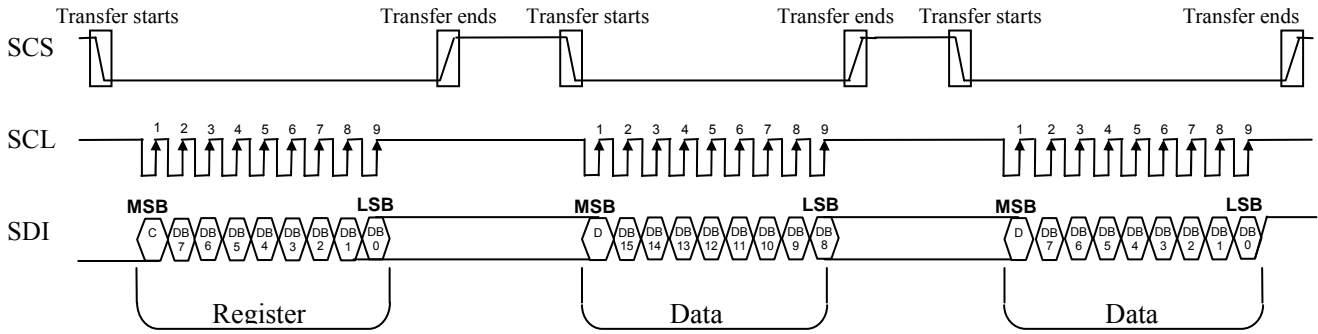 Transfer starts Transfer ends Transfer starts Transfer ends Transfer starts Transfer ends
SCS
SCL 1 2 3 4 5 6 7 8 9 1 2 3 4 5 6 7 8 9 1 2 3 4 5 6 7 8 9
MSB LSB MSB LSB MSB LSB
SDI C DB7 DB6 DB5 DB4 DB3 DB2 DB1 DB0 D DB15 DB14 DB13 DB12 DB11 DB10 DB9 DB8 D DB7 DB6 DB5 DB4 DB3 DB2 DB1 DB0
Register Data Data